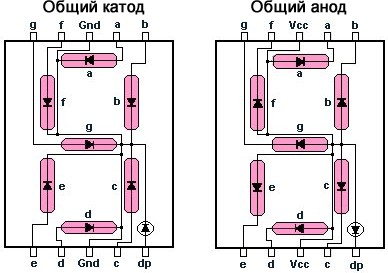 Общий катод
g f Gnd a b
a
f b
g
e c
d
e d Gnd c dp
Общий анод
g f Vcc a b
a
f b
g
e c
d
e d Vcc c dp